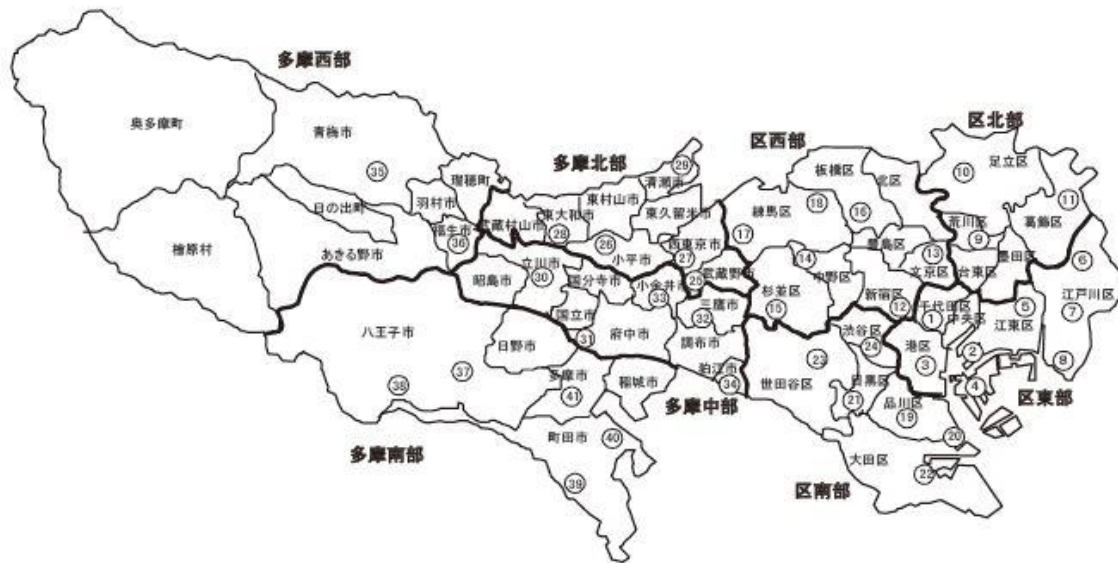 多摩西部
奥多摩町
青梅市
㉟
日の出町
瑞穂町
羽村市
福生市
㊱
檜原村
あきる野市
多摩北部
㉙
清瀬市
東村山市
東大和市
㉘
武蔵村山市
東久留米市
㉖
小平市
西東京市
㉗
区西部
板橋区
北区
練馬区
⑱
⑯
⑰
豊島区
⑬
文京区
⑭
中野区
杉並区
⑮
新宿区
⑫
区北部
⑩
足立区
⑪
葛飾区
荒川区
⑨
墨田区
台東区
⑥
江戸川区
⑦
⑧
千代田区
①
中央区
⑤
江東区
②
港区
③
④
区東部
昭島市
立川市
㉚
国分寺市
小金井市
㉝
㉕
武蔵野市
三鷹市
㉜
国立市
㉛
府中市
調布市
狛江市
㉞
多摩中部
八王子市
日野市
㊲
㊳
多摩市
㊶
稲城市
町田市
㊵
㊴
多摩南部
渋谷区
㉔
㉓
世田谷区
目黒区
㉑
品川区
⑲
⑳
大田区
㉒
区南部